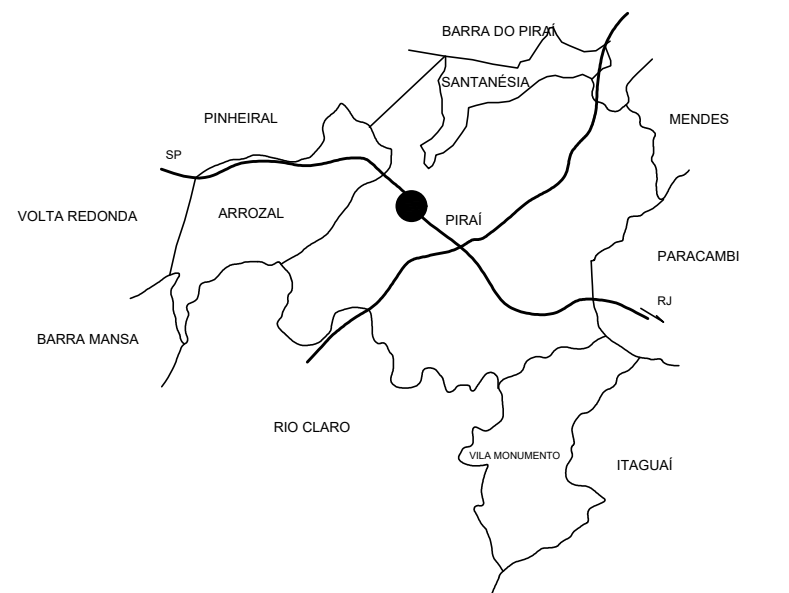 BARRA DO PIRAÍ
SANTANÉSIA
PINHEIRAL
MENDES
SP
VOLTA REDONDA
ARROZAL
PIRAÍ
PARACAMBI
RJ
BARRA MANSA
RIO CLARO
VILA MONUMENTO
ITAGUAÍ